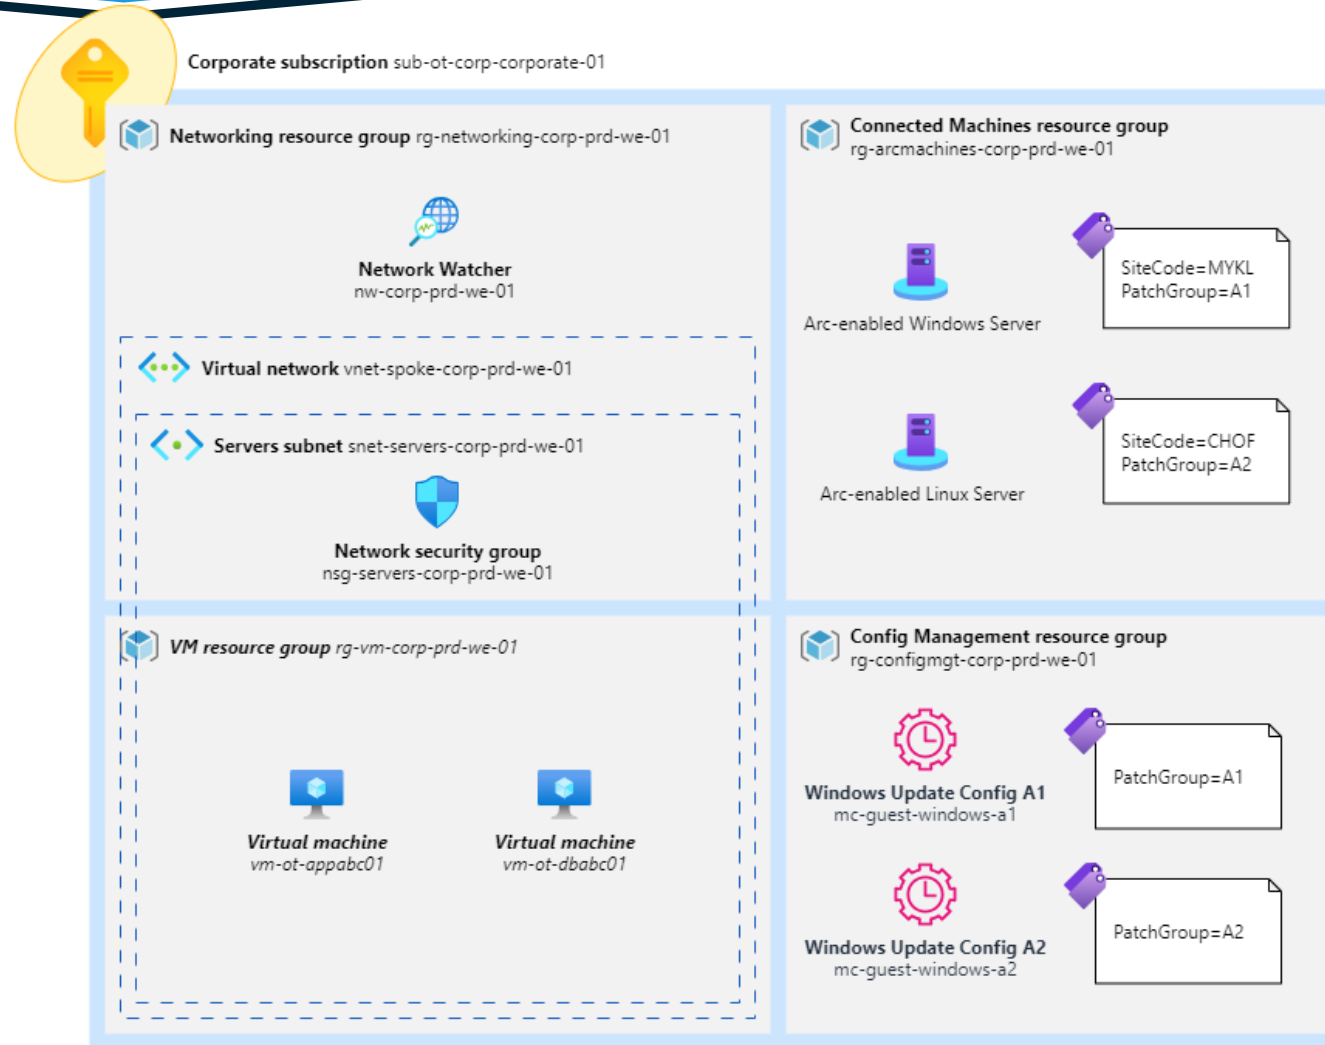 Corporate subscription sub-ot-corp-corporate-01
Networking resource group rg-networking-corp-prd-we-01
Network Watcher
nw-corp-prd-we-01
Virtual network vnet-spoke-corp-prd-we-01
Servers subnet snet-servers-corp-prd-we-01
Network security group
nsg-servers-corp-prd-we-01
VM resource group rg-vm-corp-prd-we-01
Virtual machine
vm-ot-appabc01
Virtual machine
vm-ot-dbabc01
Connected Machines resource group
rg-arcmachines-corp-prd-we-01
Arc-enabled Windows Server
SiteCode=MYKL
PatchGroup=A1
Arc-enabled Linux Server
SiteCode=CHOF
PatchGroup=A2
Config Management resource group
rg-configmgt-corp-prd-we-01
Windows Update Config A1
mc-guest-windows-a1
PatchGroup=A1
Windows Update Config A2
mc-guest-windows-a2
PatchGroup=A2